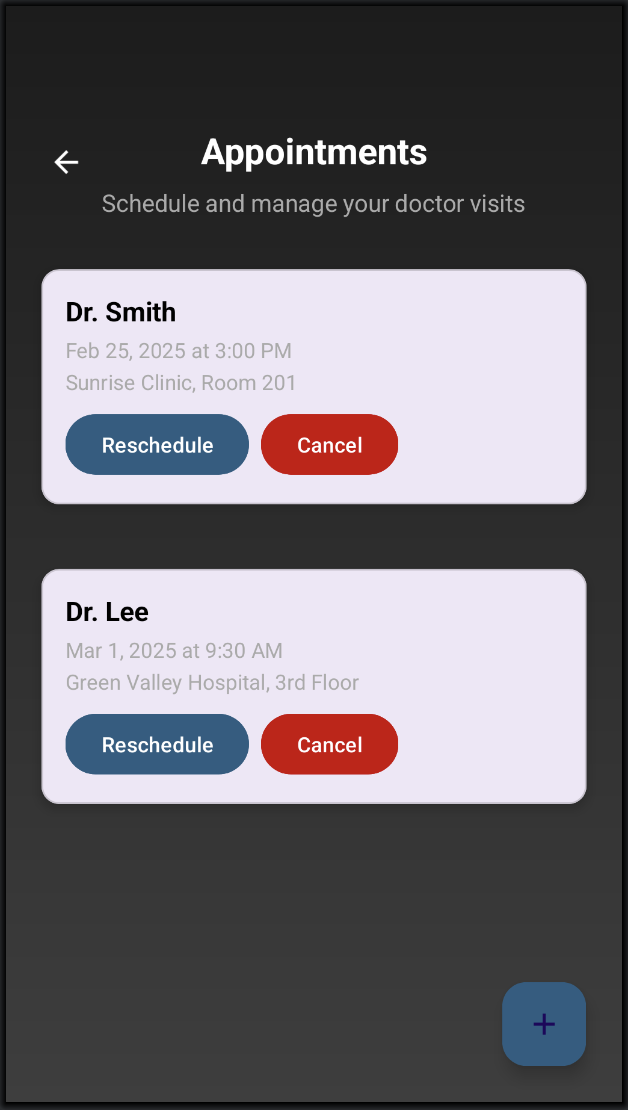 Appointments
Schedule and manage your doctor visits
Dr. Smith
Feb 25, 2025 at 3:00 PM
Sunrise Clinic, Room 201
Reschedule Cancel
Dr. Lee
Mar 1, 2025 at 9:30 AM
Green Valley Hospital, 3rd Floor
Reschedule Cancel
+